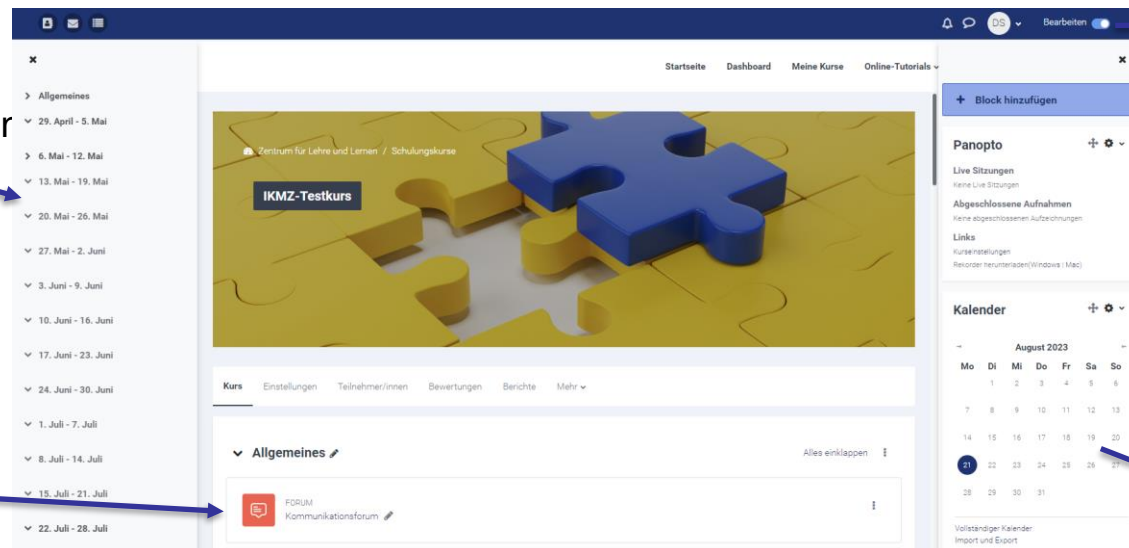 DS
Bearbeiten
Startseite Dashboard Meine Kurse Online-Tutorials
Allgemeines
29. April - 5. Mai
6. Mai - 12. Mai
13. Mai - 19. Mai
20. Mai - 26. Mai
27. Mai - 2. Juni
3. Juni - 9. Juni
10. Juni - 16. Juni
17. Juni - 23. Juni
24. Juni - 30. Juni
1. Juli - 7. Juli
8. Juli - 14. Juli
15. Juli - 21. Juli
22. Juli - 28. Juli
Zentrum für Lehre und Lernen / Schulungskurse
IKMZ-Testkurs
Kurs Einstellungen Teilnehmer/innen Bewertungen Berichte Mehr
Allgemeines
Alles einklappen
FORUM
Kommunikationsforum
+ Block hinzufügen
Panopto
Live Sitzungen
Keine Live Sitzungen
Abgeschlossene Aufnahmen
Keine abgeschlossenen Aufzeichnungen
Links
Kurseinstellungen
Rekorder herunterladen(Windows | Mac)
Kalender
August 2023
Mo Di Mi Do Fr Sa So
1 2 3 4 5 6
7 8 9 10 11 12 13
14 15 16 17 18 19 20
21 22 23 24 25 26 27
28 29 30 31
Vollständiger Kalender
Import und Export